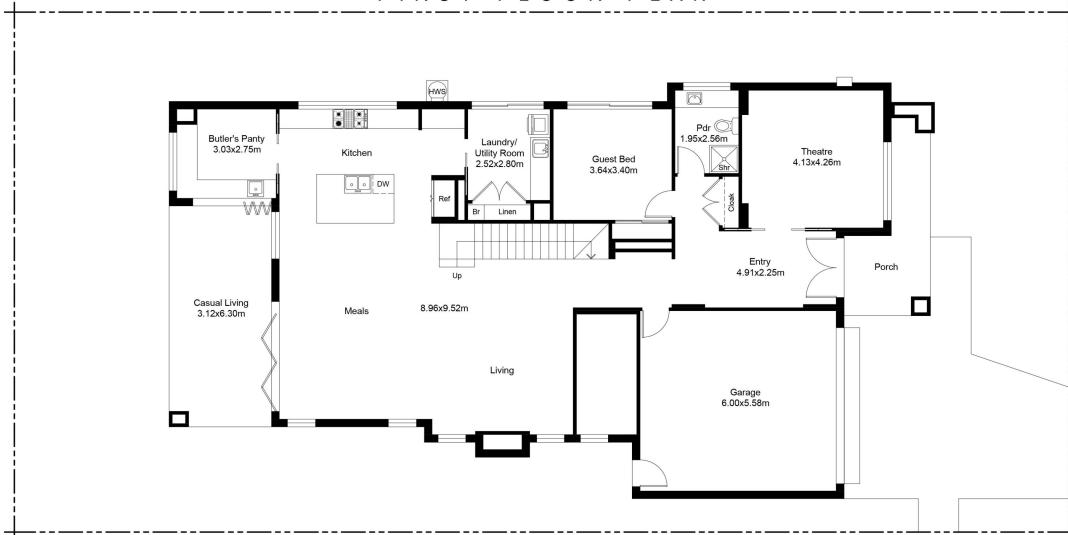 HWS
Butler's Panty
3.03x2.75m
Kitchen
DW
Ref
Laundry/
Utility Room
2.52x2.80m
Br
Linen
Guest Bed
3.64x3.40m
Pdr
1.95x2.56m
Shr
Cloak
Theatre
4.13x4.26m
Entry
4.91x2.25m
Porch
Up
Casual Living
3.12x6.30m
Meals
8.96x9.52m
Living
Garage
6.00x5.58m